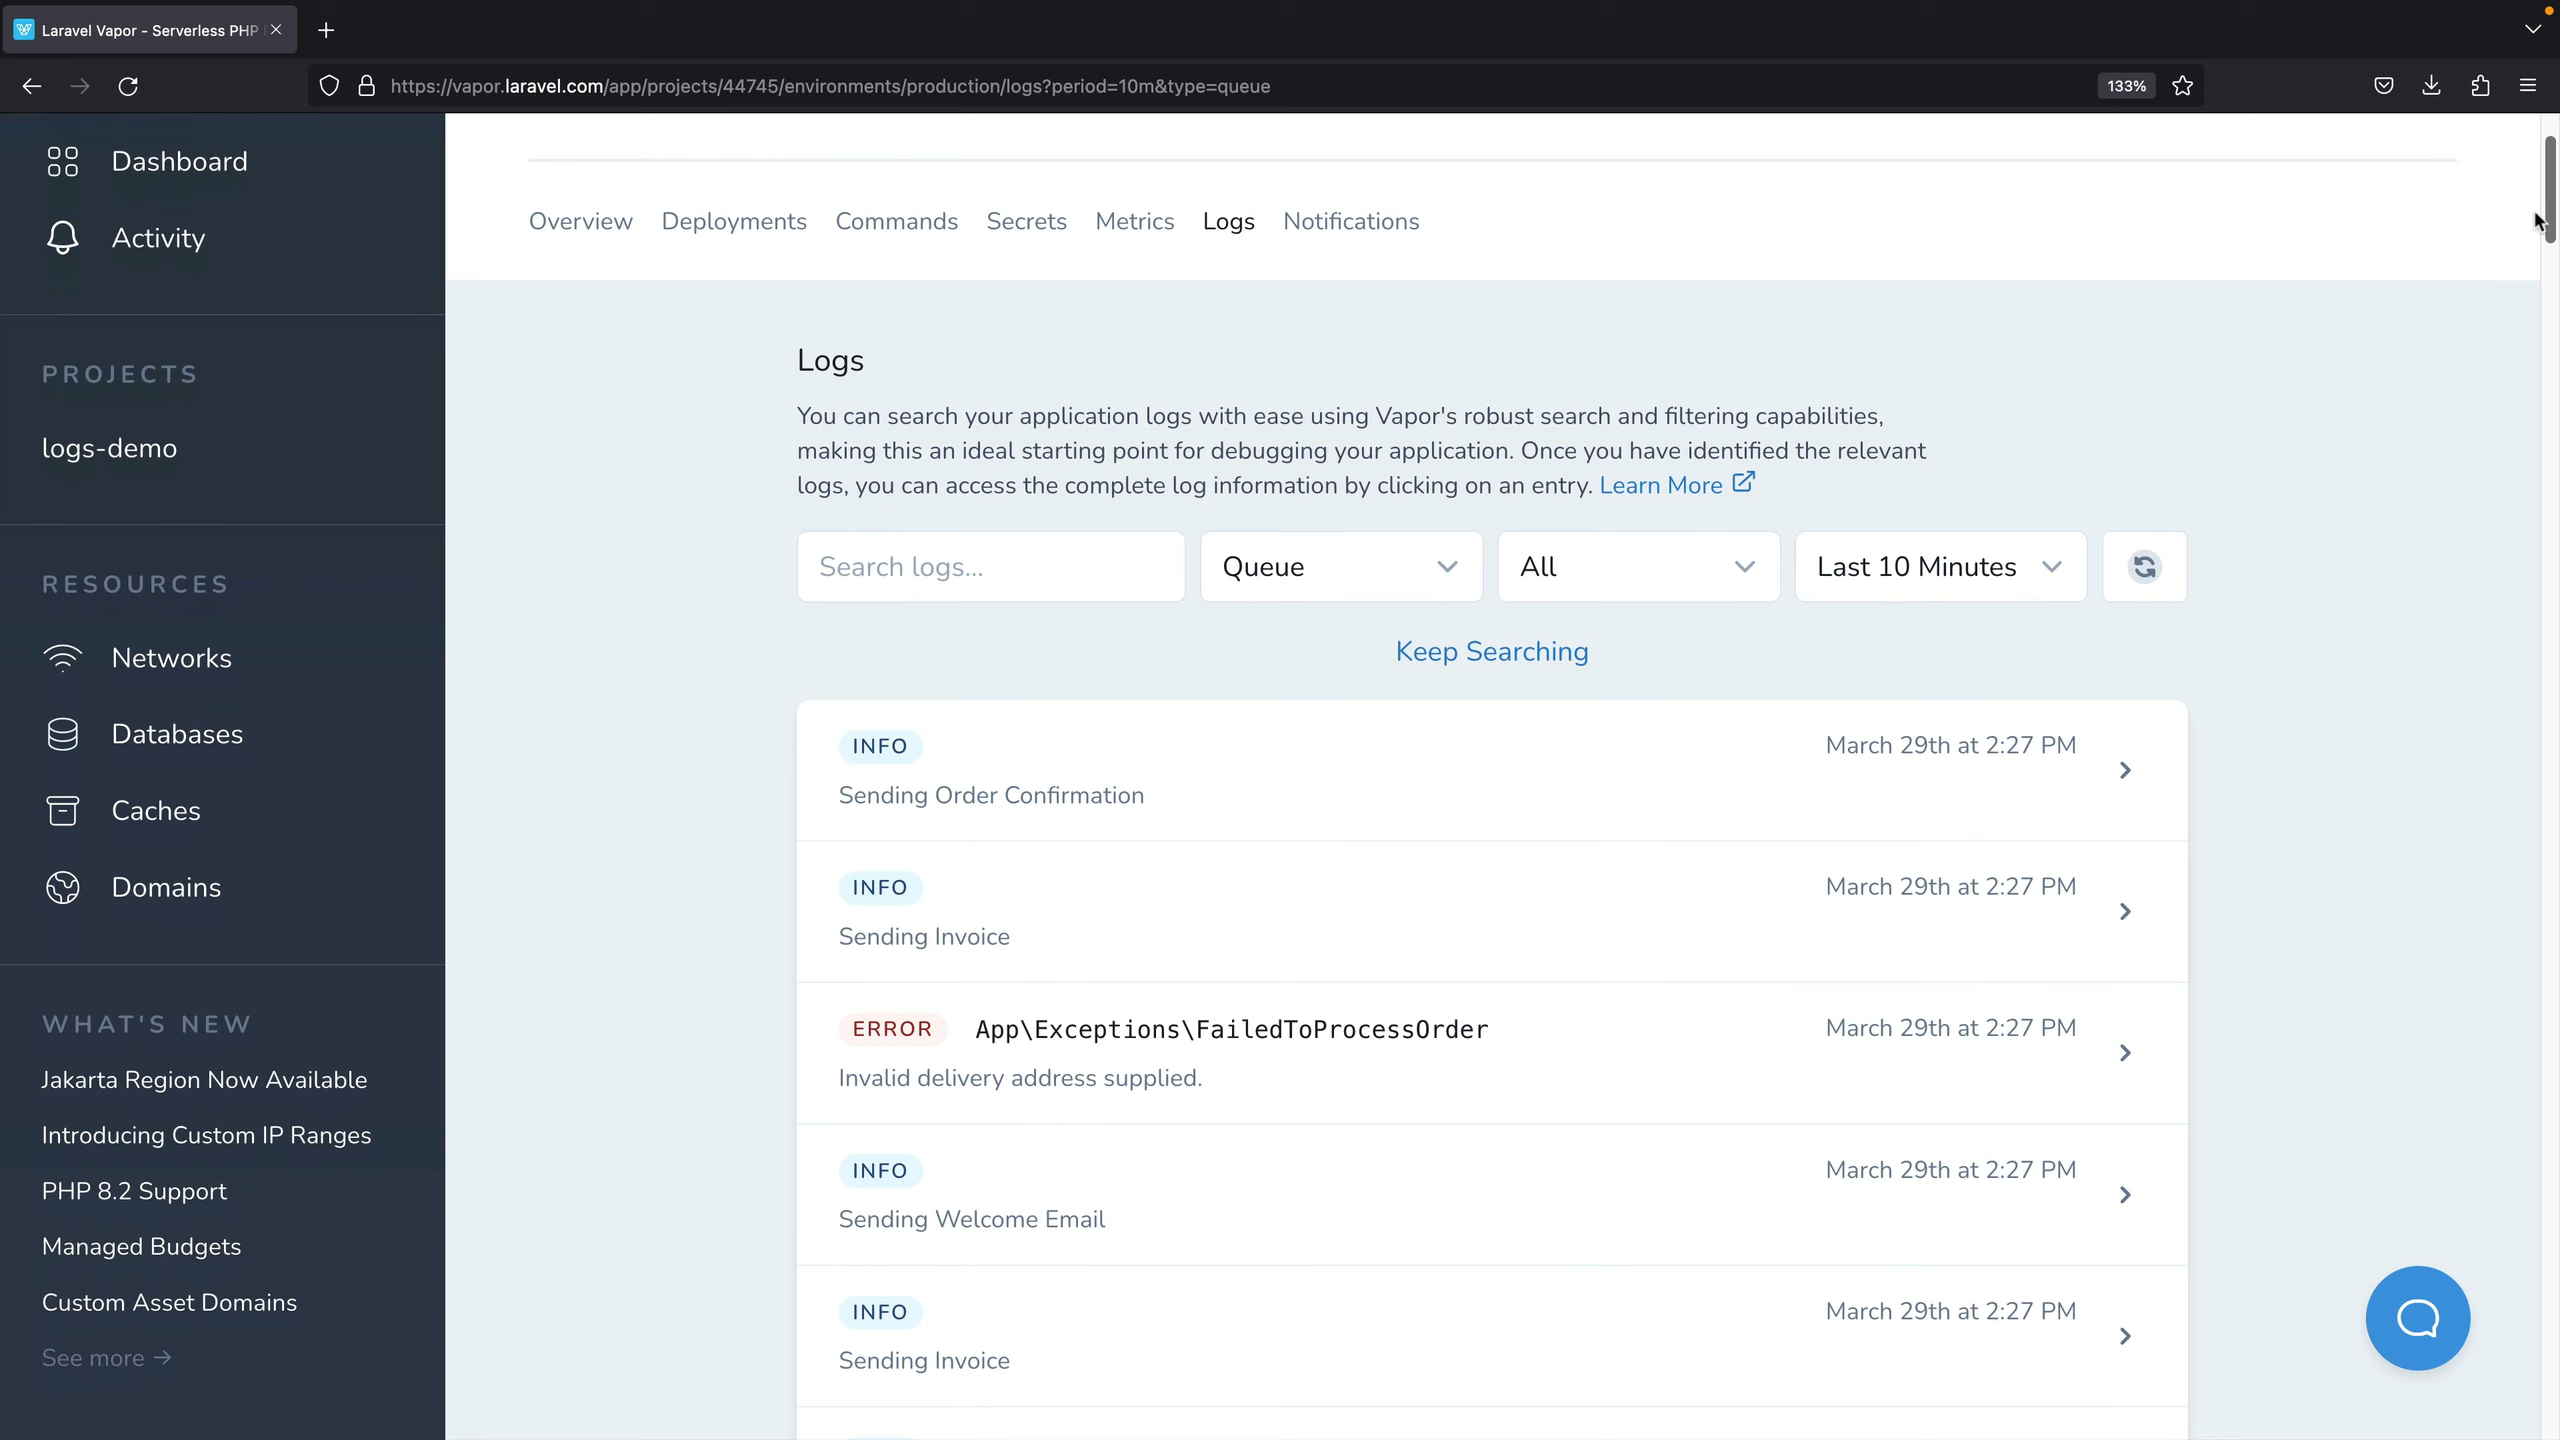 Laravel Vapor - Serverless PHP
https://vapor.laravel.com/app/projects/44745/environments/production/logs?period=10m&type=queue
133%
Dashboard
Activity
PROJECTS
logs-demo
RESOURCES
Networks
Databases
Caches
Domains
WHAT'S NEW
Jakarta Region Now Available
Introducing Custom IP Ranges
PHP 8.2 Support
Managed Budgets
Custom Asset Domains
See more →
Overview Deployments Commands Secrets Metrics Logs Notifications
Logs
You can search your application logs with ease using Vapor's robust search and filtering capabilities,
making this an ideal starting point for debugging your application. Once you have identified the relevant
logs, you can access the complete log information by clicking on an entry. Learn More
Search logs...
Queue
All
Last 10 Minutes
Keep Searching
INFO March 29th at 2:27 PM
Sending Order Confirmation
INFO March 29th at 2:27 PM
Sending Invoice
ERROR App\Exceptions\FailedToProcessOrder March 29th at 2:27 PM
Invalid delivery address supplied.
INFO March 29th at 2:27 PM
Sending Welcome Email
INFO March 29th at 2:27 PM
Sending Invoice